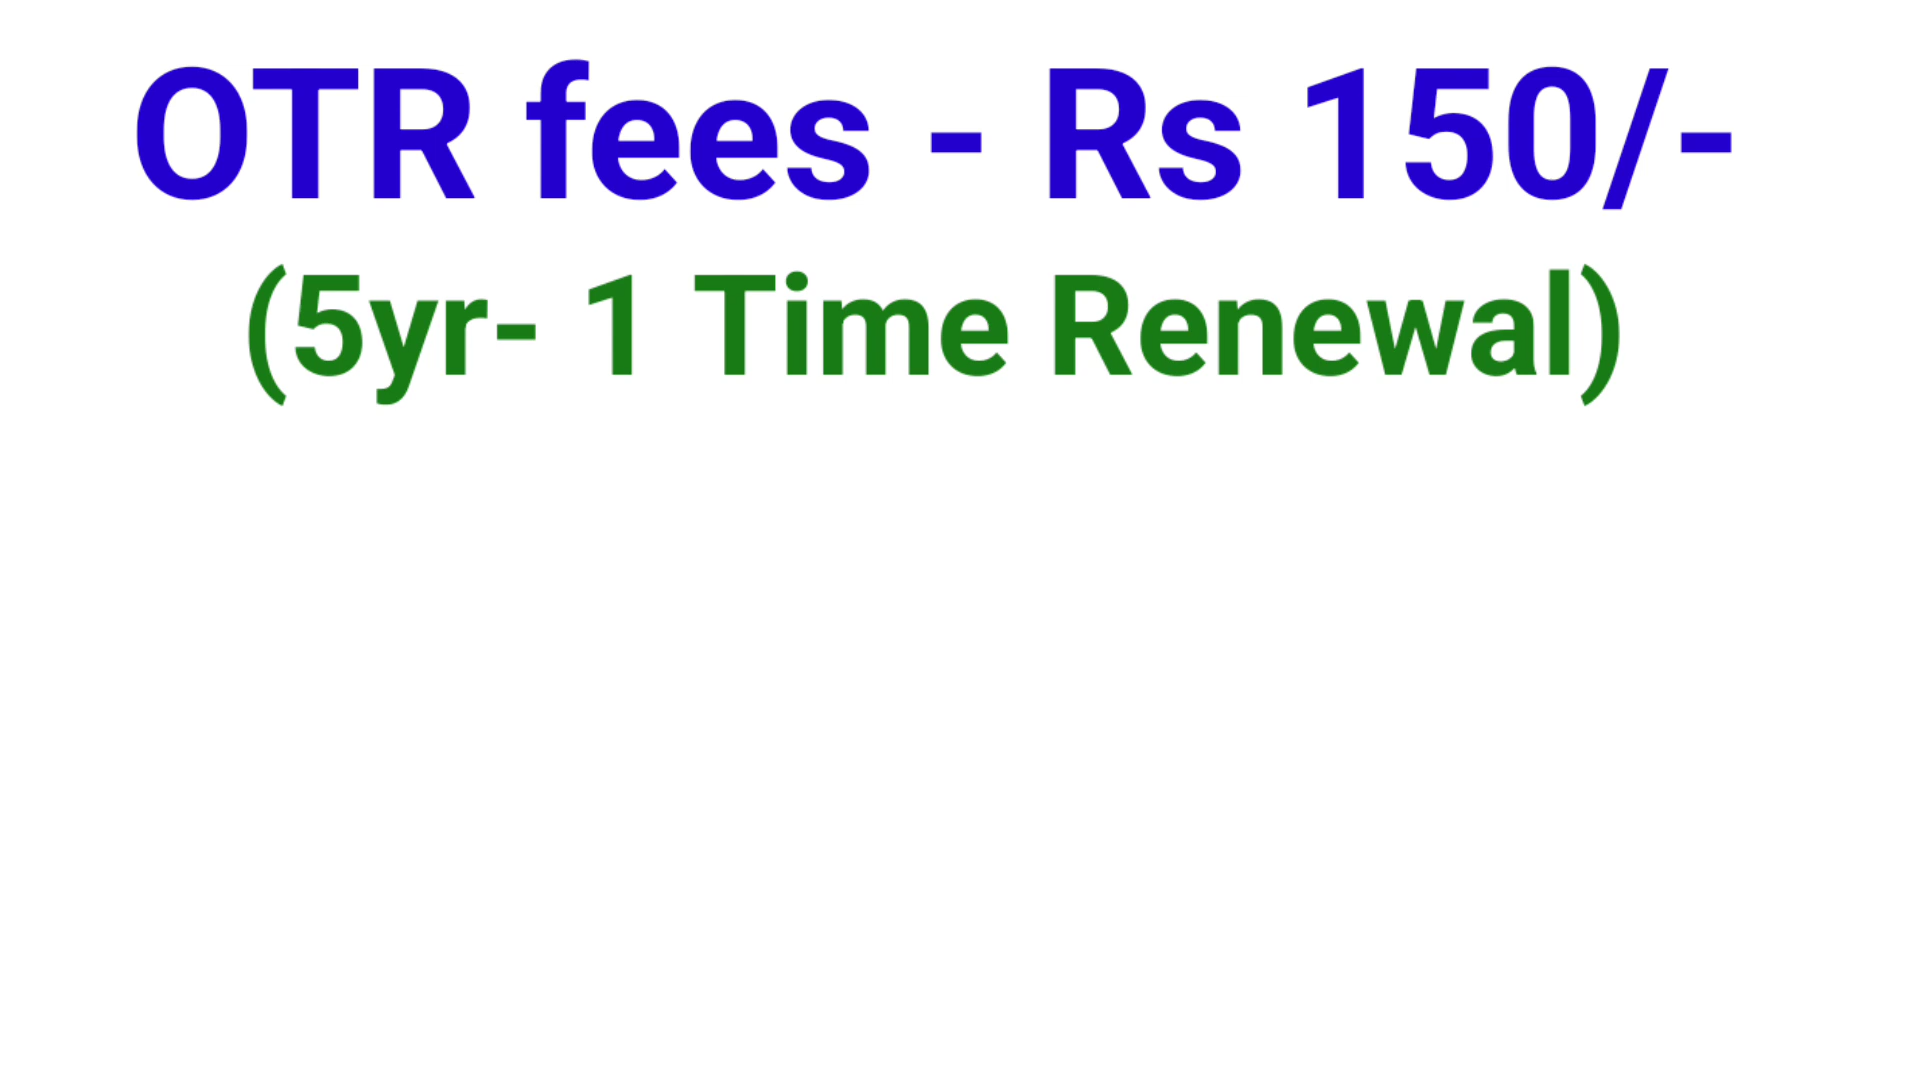 OTR fees - Rs 150/-
(5yr- 1 Time Renewal)